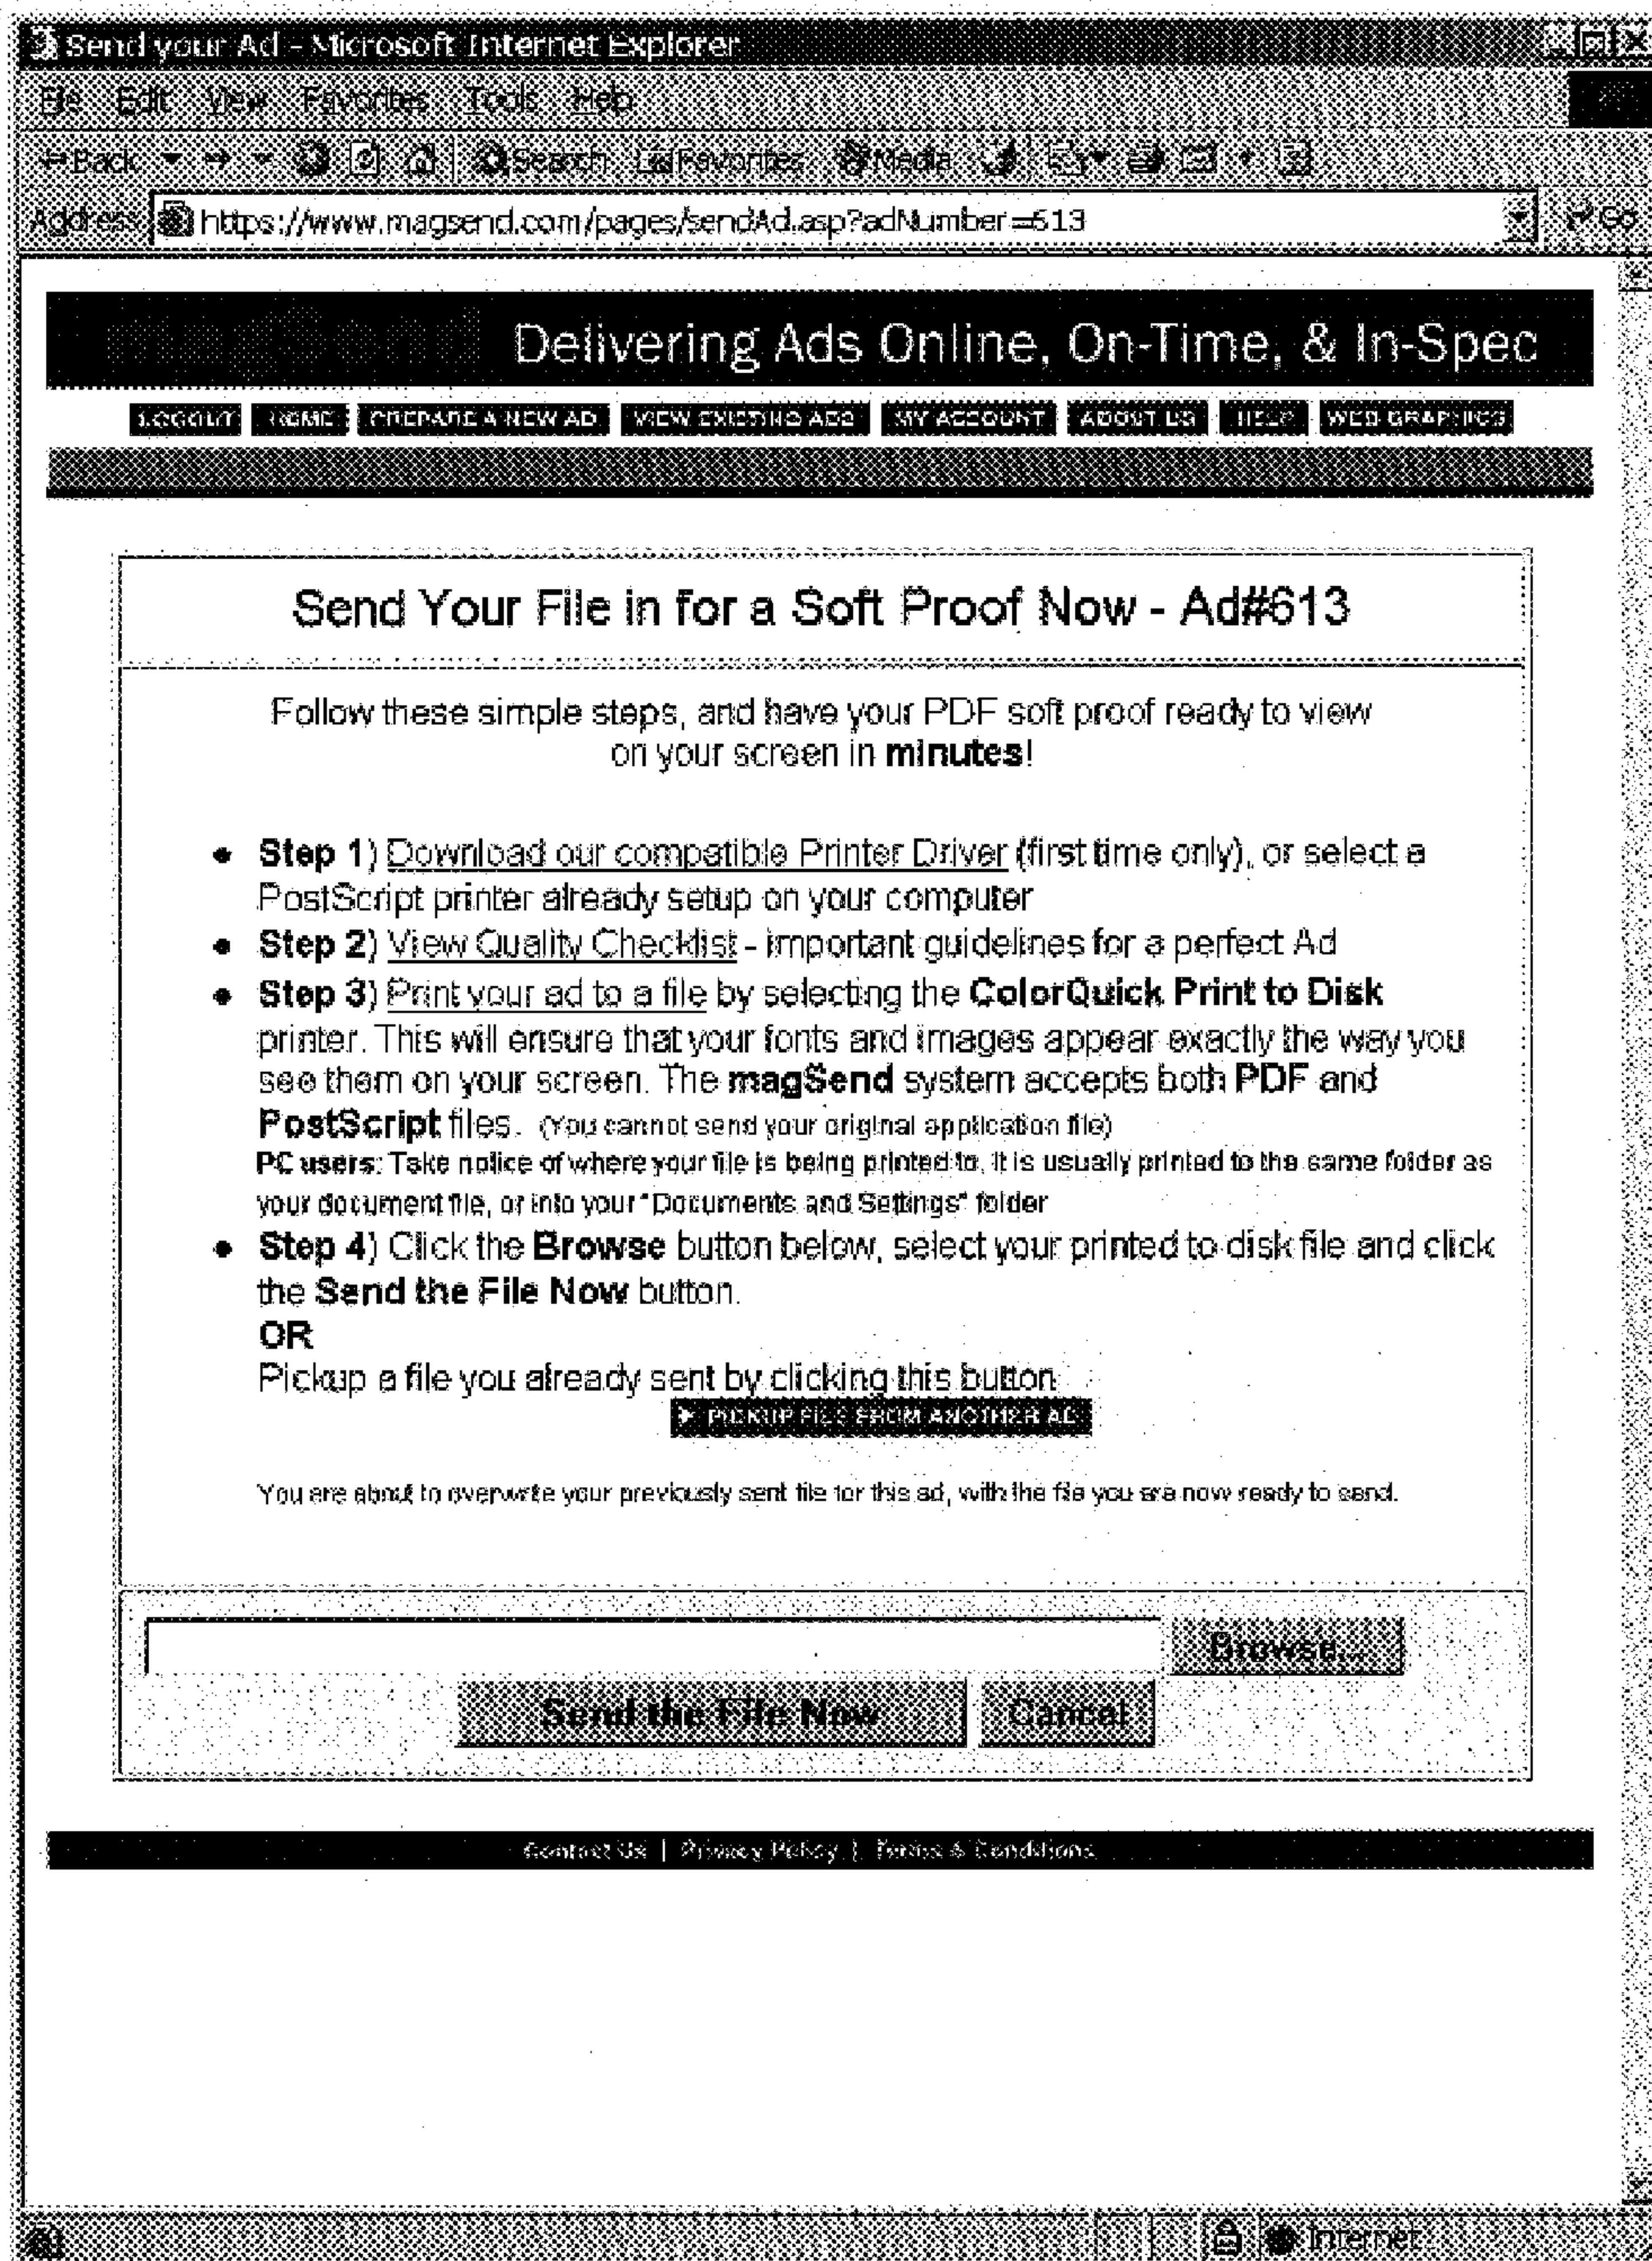 Send your Ad - Microsoft Internet Explorer
File Edit View Favorites Tools Help
Back Search Favorites Media
Address https://www.magsend.com/pages/sendAd.asp?adNumber=613 Go
Delivering Ads Online, On-Time, & In-Spec
LOGOUT HOME PREPARE A NEW AD VIEW EXISTING ADS MY ACCOUNT ABOUT US HELP WEB GRAPHICS
Send Your File in for a Soft Proof Now - Ad#613
Follow these simple steps, and have your PDF soft proof ready to view
on your screen in minutes!
• Step 1) Download our compatible Printer Driver (first time only), or select a
PostScript printer already setup on your computer
• Step 2) View Quality Checklist - important guidelines for a perfect Ad
• Step 3) Print your ad to a file by selecting the ColorQuick Print to Disk
printer. This will ensure that your fonts and images appear exactly the way you
see them on your screen. The magSend system accepts both PDF and
PostScript files. (You cannot send your original application file)
PC users: Take notice of where your file is being printed to. It is usually printed to the same folder as
your document file, or into your "Documents and Settings" folder
• Step 4) Click the Browse button below, select your printed to disk file and click
the Send the File Now button.
OR
Pickup a file you already sent by clicking this button
PICKUP FILE FROM ANOTHER AD
You are about to overwrite your previously sent file for this ad, with the file you are now ready to send.
Browse...
Send the File Now Cancel
Contact Us | Privacy Policy | Terms & Conditions
Internet